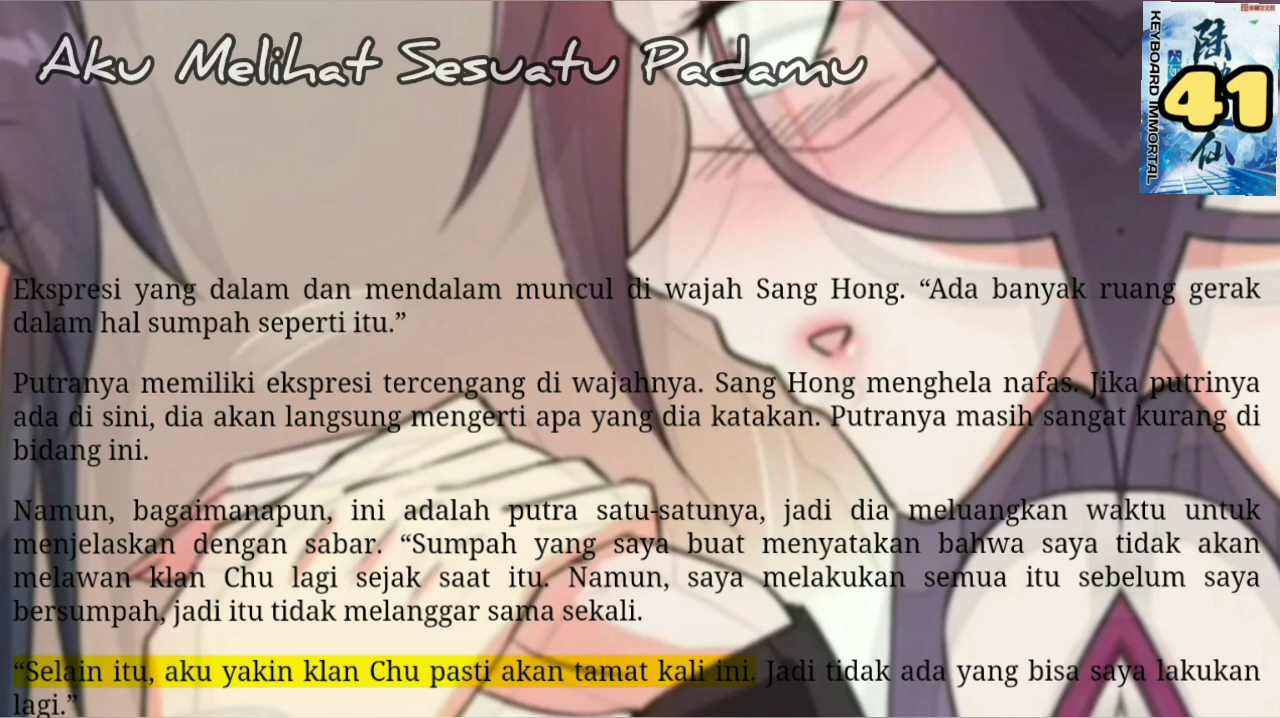 Aku Melihat Sesuatu Padamu
KEYBOARD IMMORTAL
41
Ekspresi yang dalam dan mendalam muncul di wajah Sang Hong. “Ada banyak ruang gerak
dalam hal sumpah seperti itu.”
Putranya memiliki ekspresi tercengang di wajahnya. Sang Hong menghela nafas. Jika putrinya
ada di sini, dia akan langsung mengerti apa yang dia katakan. Putranya masih sangat kurang di
bidang ini.
Namun, bagaimanapun, ini adalah putra satu-satunya, jadi dia meluangkan waktu untuk
menjelaskan dengan sabar. “Sumpah yang saya buat menyatakan bahwa saya tidak akan
melawan klan Chu lagi sejak saat itu. Namun, saya melakukan semua itu sebelum saya
bersumpah, jadi itu tidak melanggar sama sekali.
“Selain itu, aku yakin klan Chu pasti akan tamat kali ini. Jadi tidak ada yang bisa saya lakukan
lagi.”